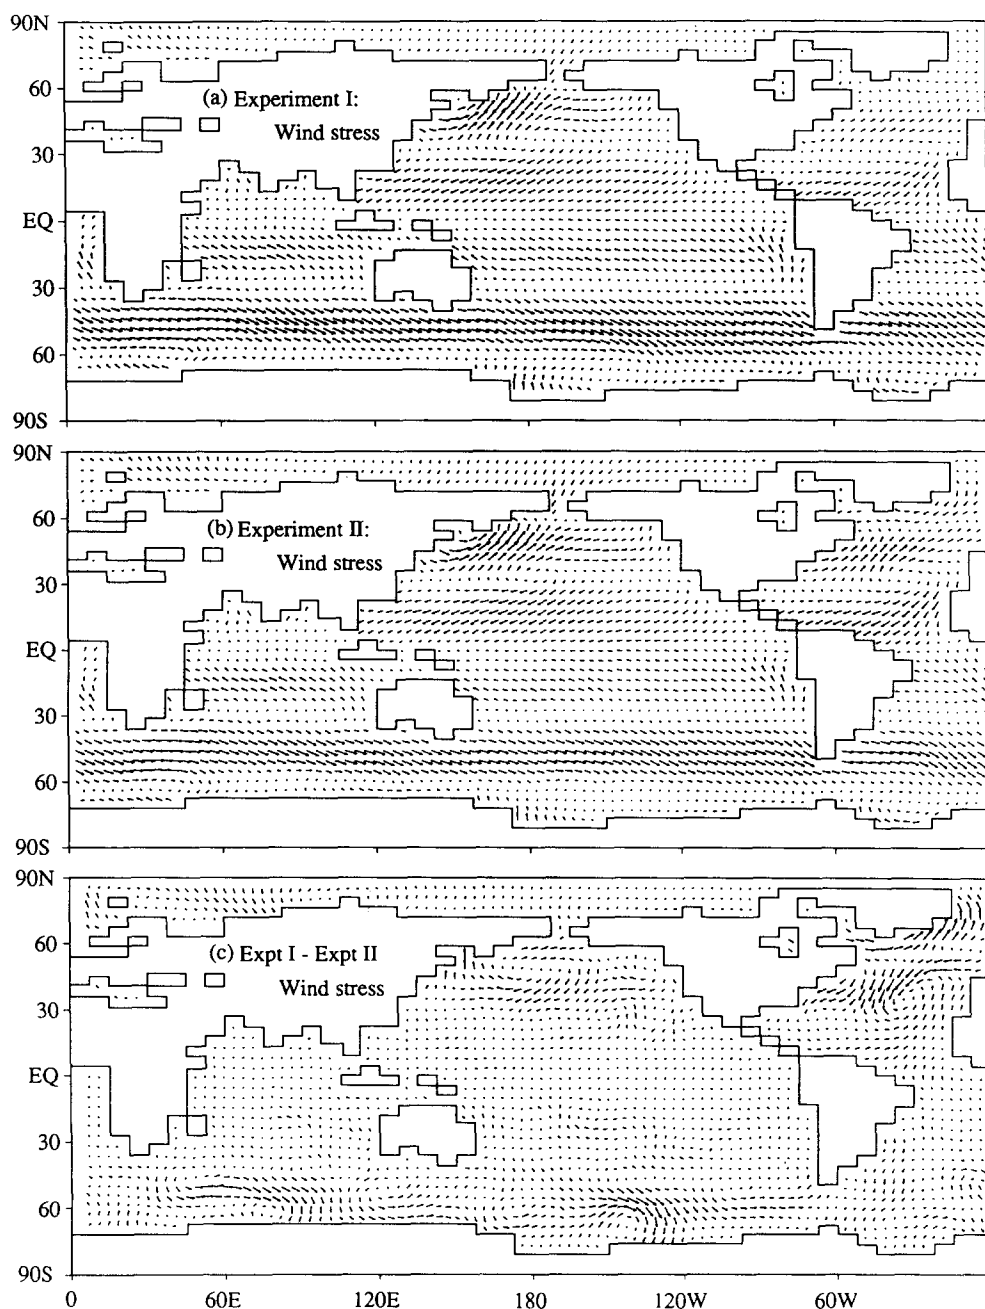 90N
60
(a) Experiment I:
Wind stress
30
EQ
30
60
90S
90N
60
(b) Experiment II:
Wind stress
30
EQ
30
60
90S
90N
60
(c) Expt I - Expt II
Wind stress
30
EQ
30
60
90S
0 60E 120E 180 120W 60W